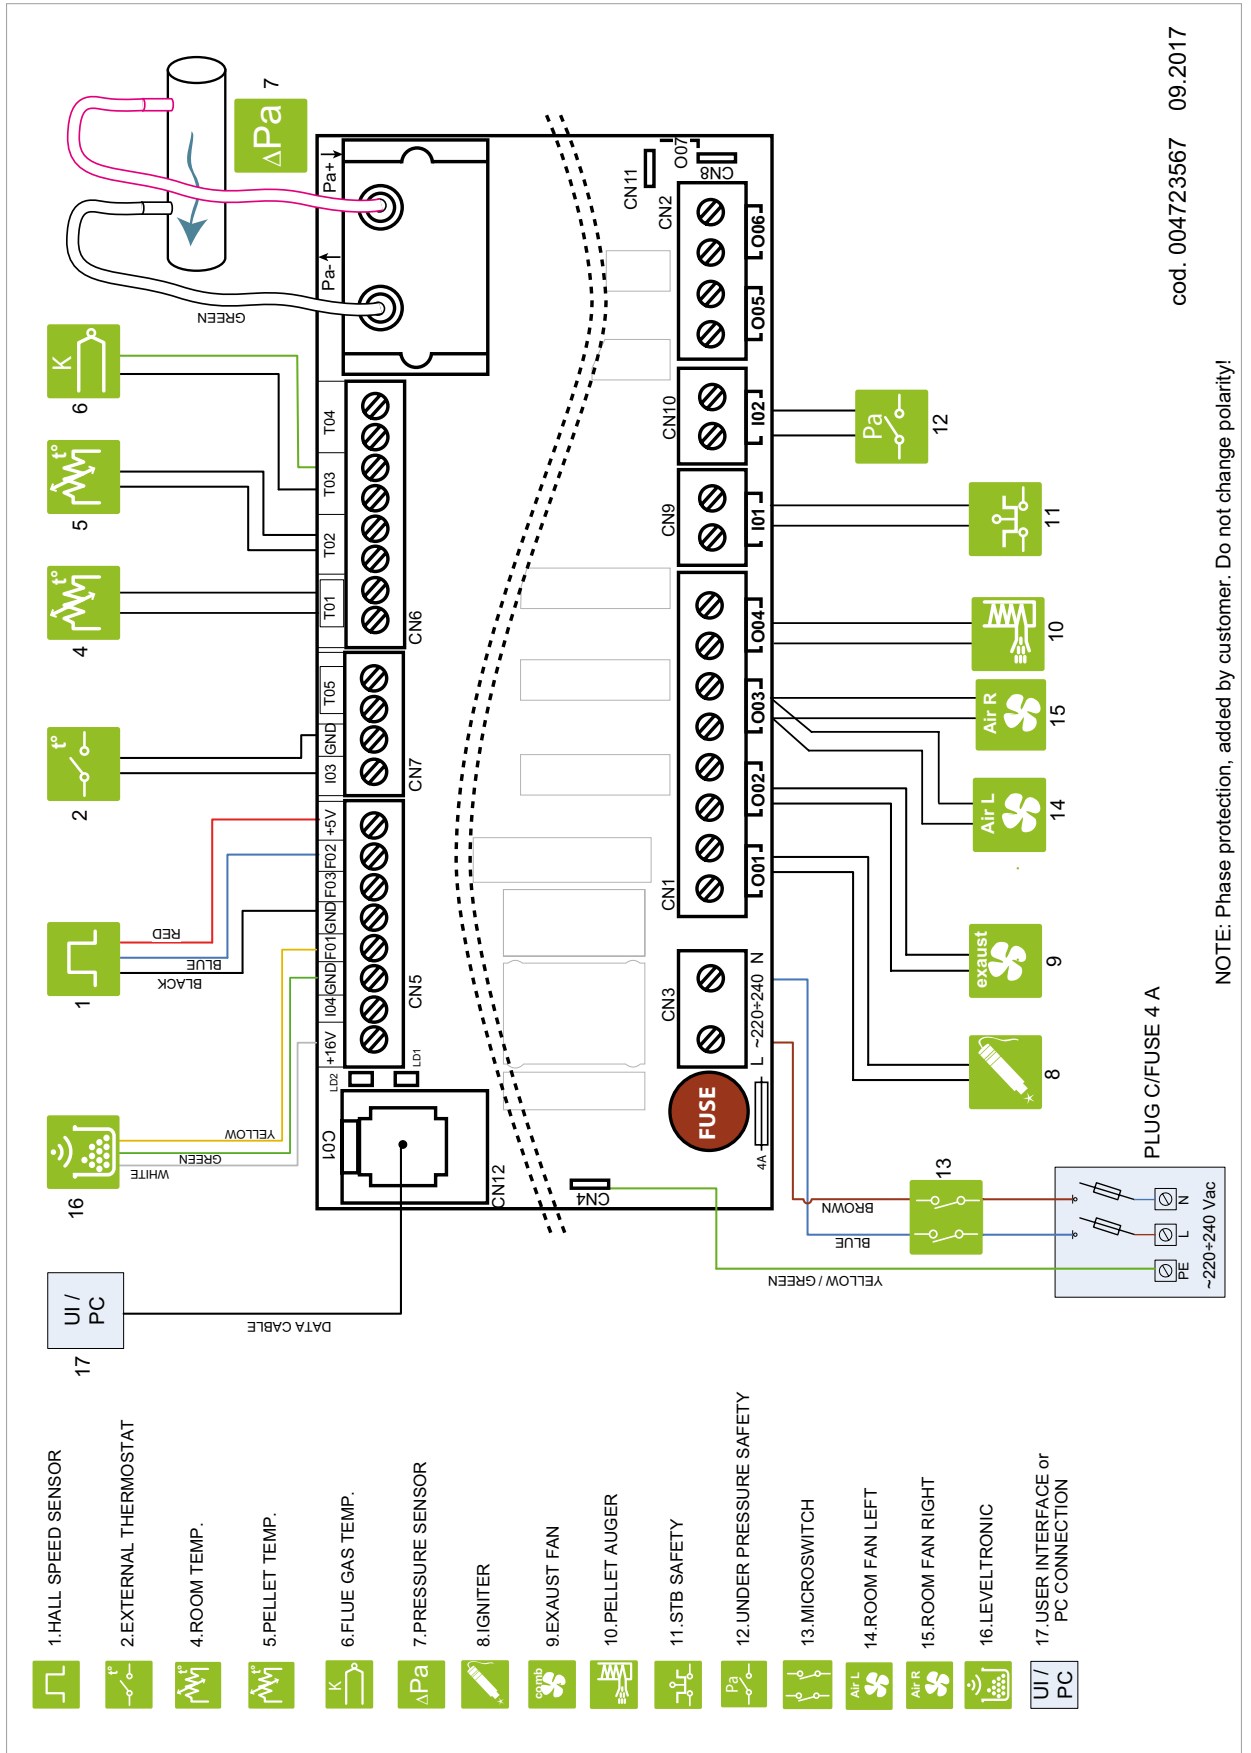 1.HALL SPEED SENSOR
2.EXTERNAL THERMOSTAT
4.ROOM TEMP.
5.PELLET TEMP.
6.FLUE GAS TEMP.
7.PRESSURE SENSOR
8.IGNITER
9.EXAUST FAN
10.PELLET AUGER
11.STB SAFETY
12.UNDER PRESSURE SAFETY
13.MICROSWITCH
14.ROOM FAN LEFT
15.ROOM FAN RIGHT
16.LEVELTRONIC
17.USER INTERFACE or
PC CONNECTION
t°
t°
t°
K
ΔPa
comb
Pa
Air L
Air R
UI /
PC
17
UI /
PC
DATA CABLE
16
WHITE
GREEN
YELLOW
1
BLACK
BLUE
RED
2
t°
4
t°
5
t°
6
K
GREEN
7
ΔPa
Pa-
Pa+
C01
CN12
LD2
LD1
+16V
I04
GND
F01
GND
F03
F02
+5V
CN5
I03
GND
T05
CN7
T01
T02
T03
T04
CN6
CN4
FUSE
4A
CN3
L ~220÷240 N
CN1
O01
O02
O03
O04
CN9
I01
CN10
I02
CN2
O05
O06
CN11
CN8
O07
YELLOW / GREEN
BLUE
BROWN
13
PE
L
N
~220÷240 Vac
PLUG C/FUSE 4 A
8
exaust
9
Air L
14
Air R
15
10
11
Pa
12
NOTE: Phase protection, added by customer. Do not change polarity!
cod. 004723567 09.2017